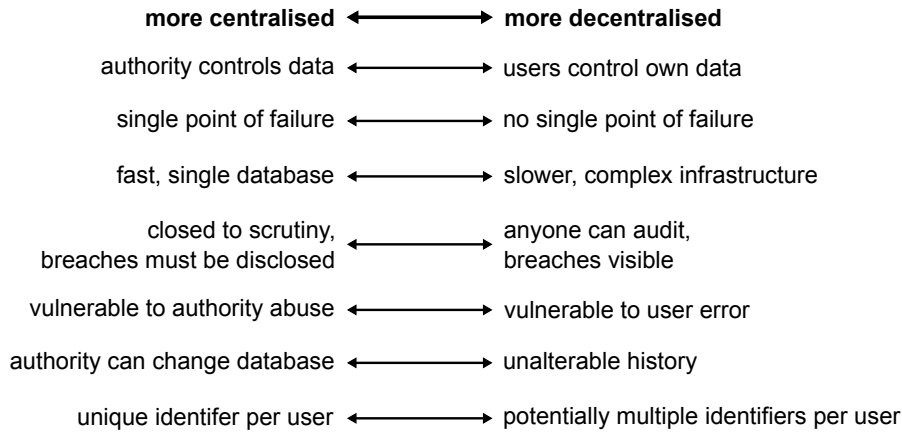 more centralised more decentralised
authority controls data users control own data
single point of failure no single point of failure
fast, single database slower, complex infrastructure
closed to scrutiny, anyone can audit,
breaches must be disclosed breaches visible
vulnerable to authority abuse vulnerable to user error
authority can change database unalterable history
unique identifer per user potentially multiple identifiers per user